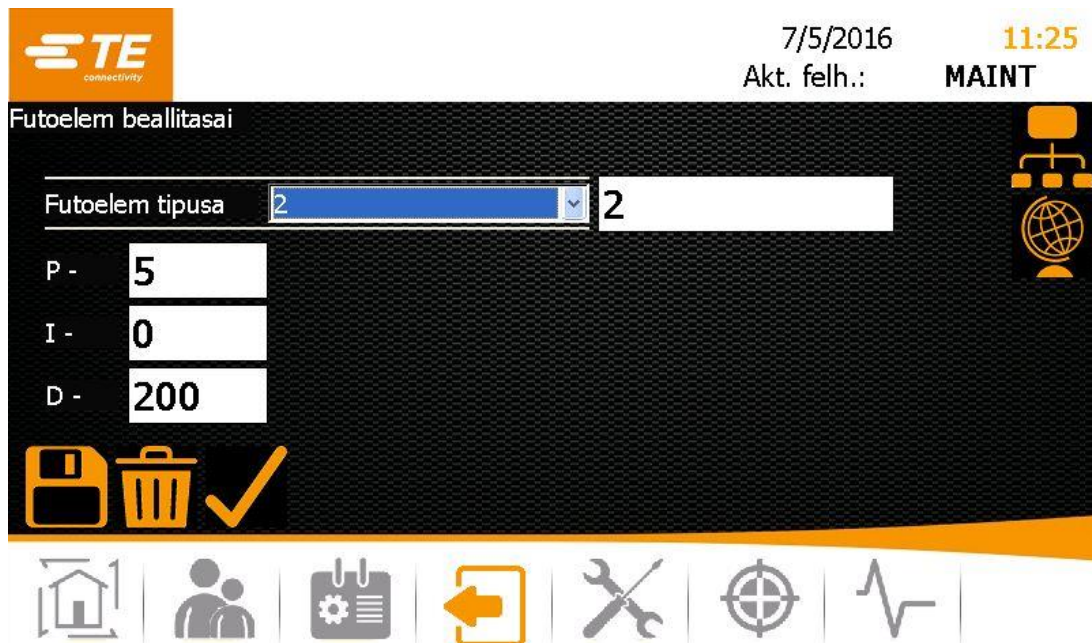 TE
connectivity
7/5/2016 11:25
Akt. felh.: MAINT
Futoelem beallitasai
Futoelem tipusa 2 2
P - 5
I - 0
D - 200